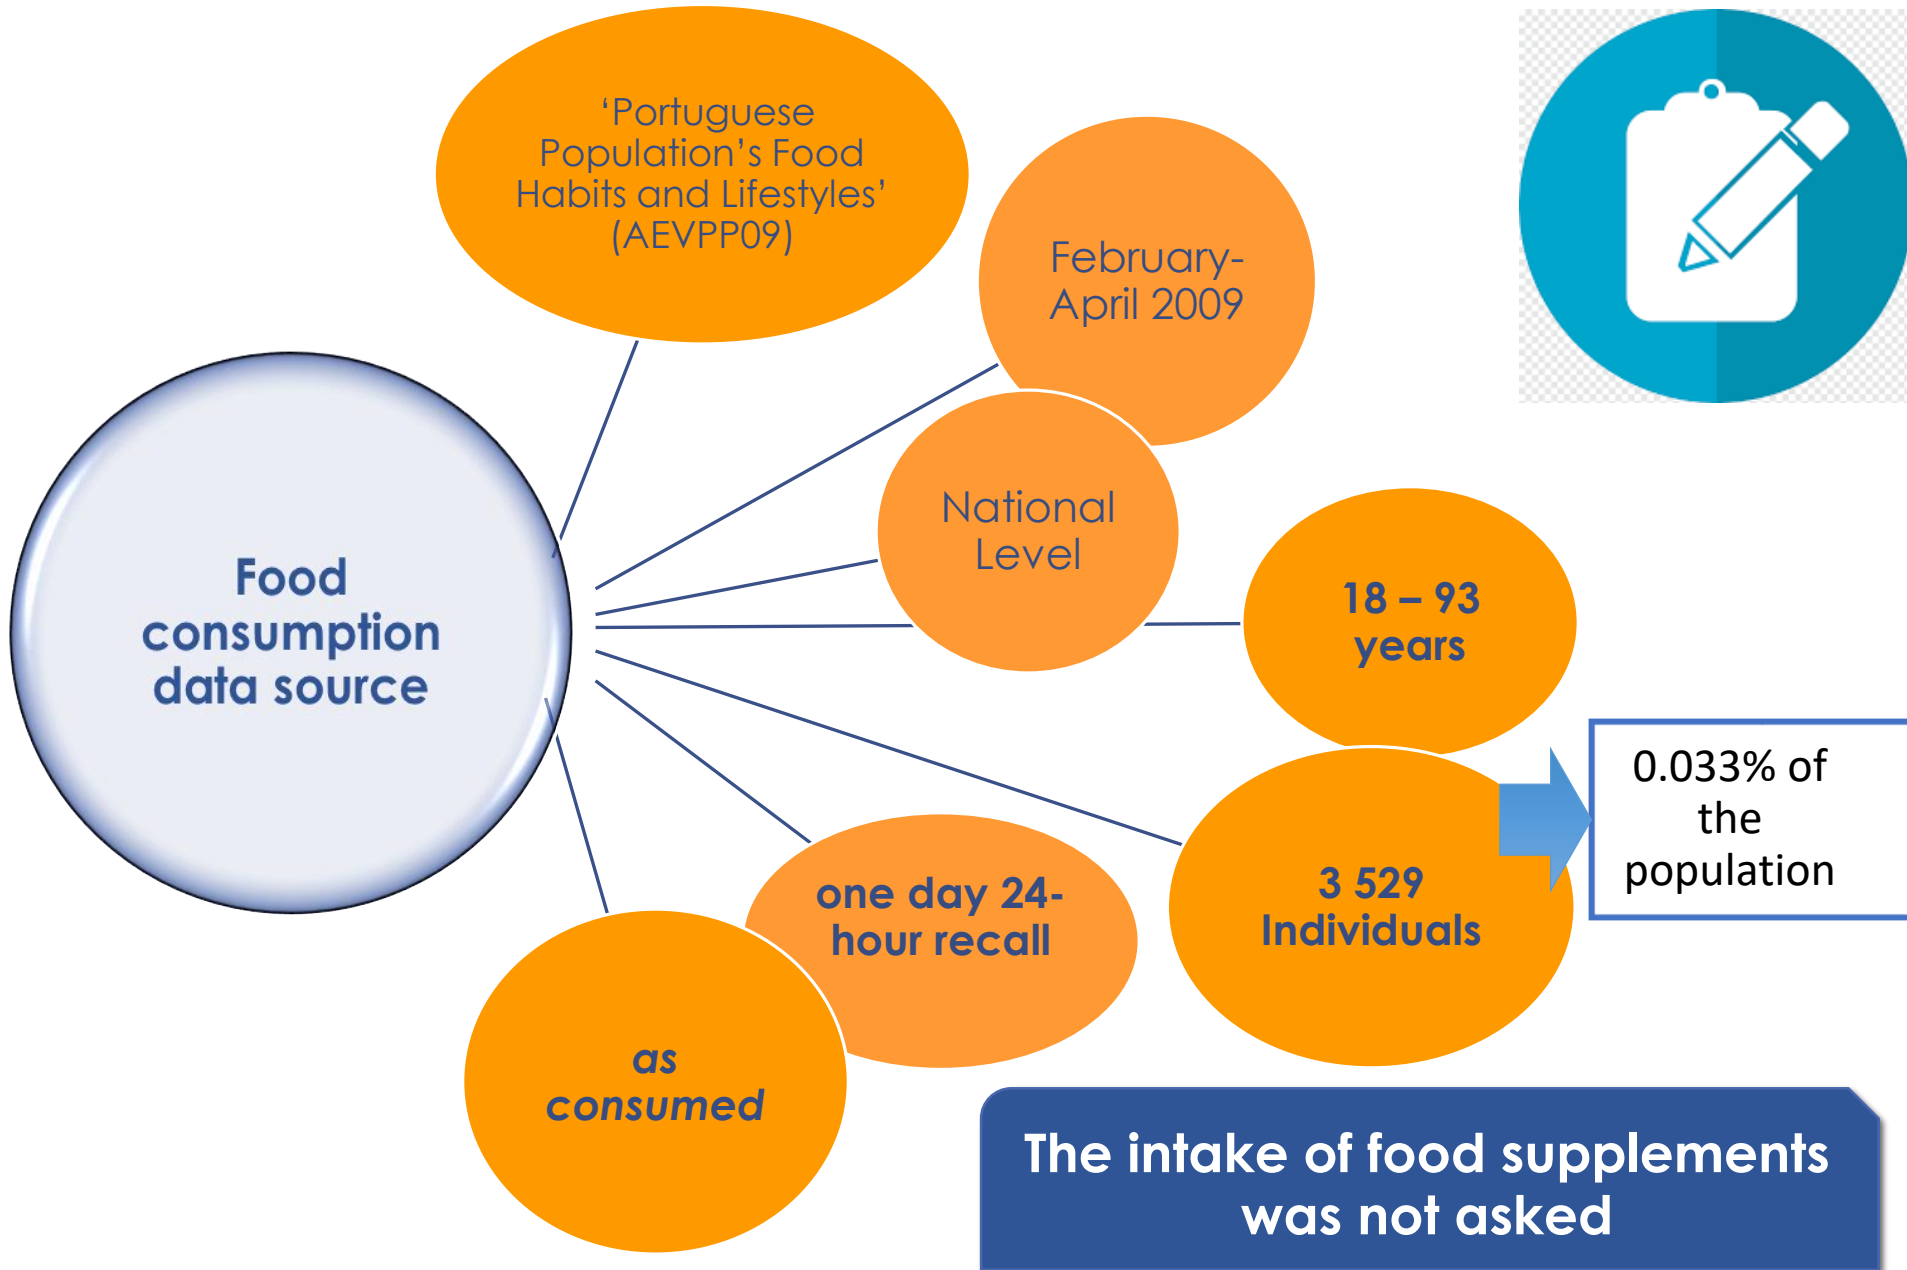 ‘Portuguese
Population’s Food
Habits and Lifestyles’
(AEVPP09)
February-
April 2009
National
Level
Food
consumption
data source
18 – 93
years
0.033% of
the
population
3 529
Individuals
one day 24-
hour recall
as
consumed
The intake of food supplements
was not asked